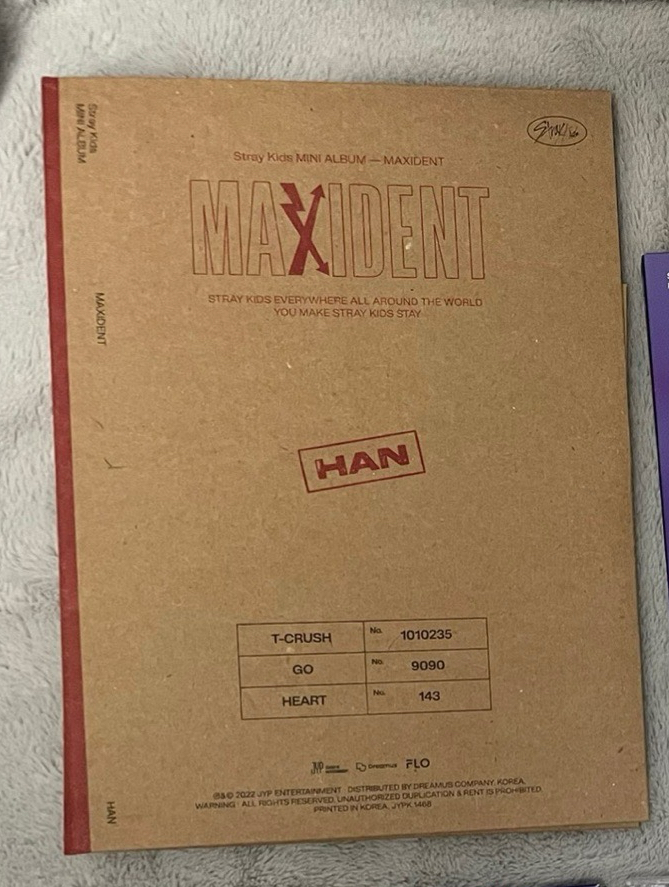 Stray Kids
MINI ALBUM
MAXIDENT
HAN
Stray Kids
Stray Kids MINI ALBUM — MAXIDENT
MAXIDENT
STRAY KIDS EVERYWHERE ALL AROUND THE WORLD
YOU MAKE STRAY KIDS STAY
HAN
T-CRUSH No. 1010235
GO No. 9090
HEART No. 143
Dreamus FLO
℗&© 2022 JYP ENTERTAINMENT DISTRIBUTED BY DREAMUS COMPANY. KOREA.
WARNING : ALL RIGHTS RESERVED. UNAUTHORIZED DUPLICATION & RENT IS PROHIBITED.
PRINTED IN KOREA. JYPK 1468